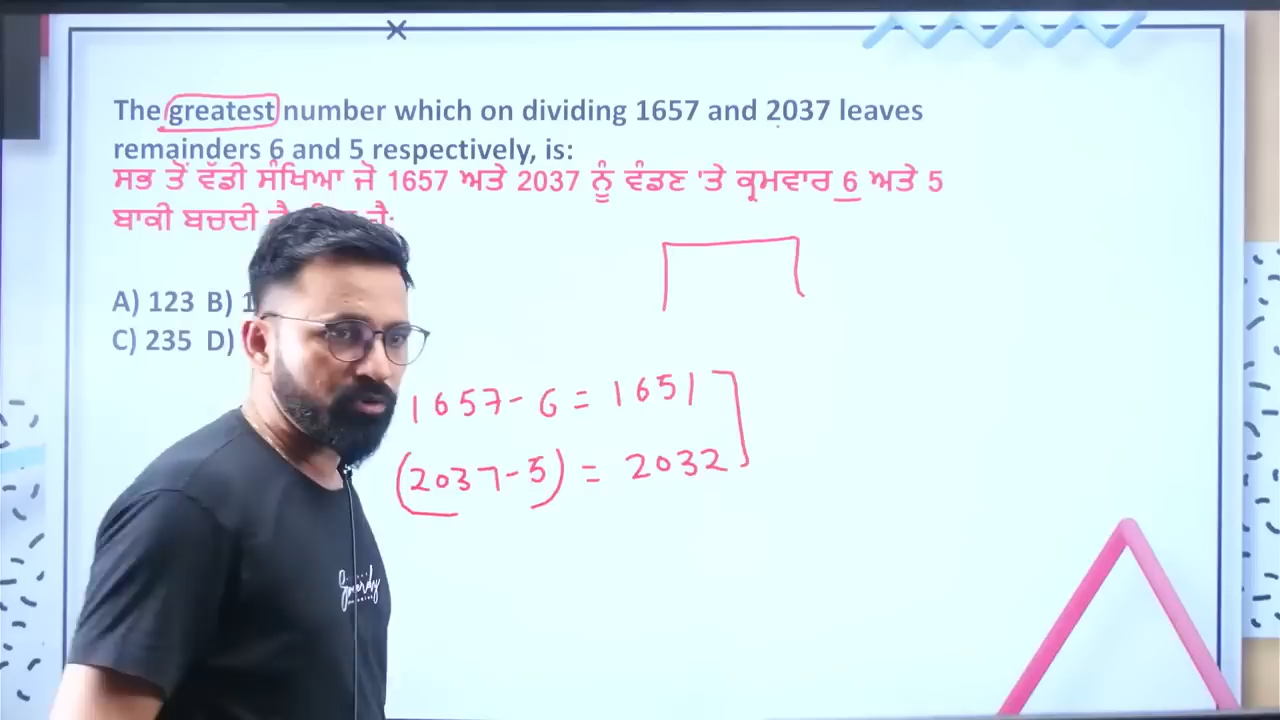 The greatest number which on dividing 1657 and 2037 leaves
remainders 6 and 5 respectively, is:
ਸਭ ਤੋਂ ਵੱਡੀ ਸੰਖਿਆ ਜੋ 1657 ਅਤੇ 2037 ਨੂੰ ਵੰਡਣ 'ਤੇ ਕ੍ਰਮਵਾਰ 6 ਅਤੇ 5
ਬਾਕੀ ਬਚਦੀ
A) 123 B)
C) 235 D)
1657 - 6 = 1651
(2037 - 5) = 2032